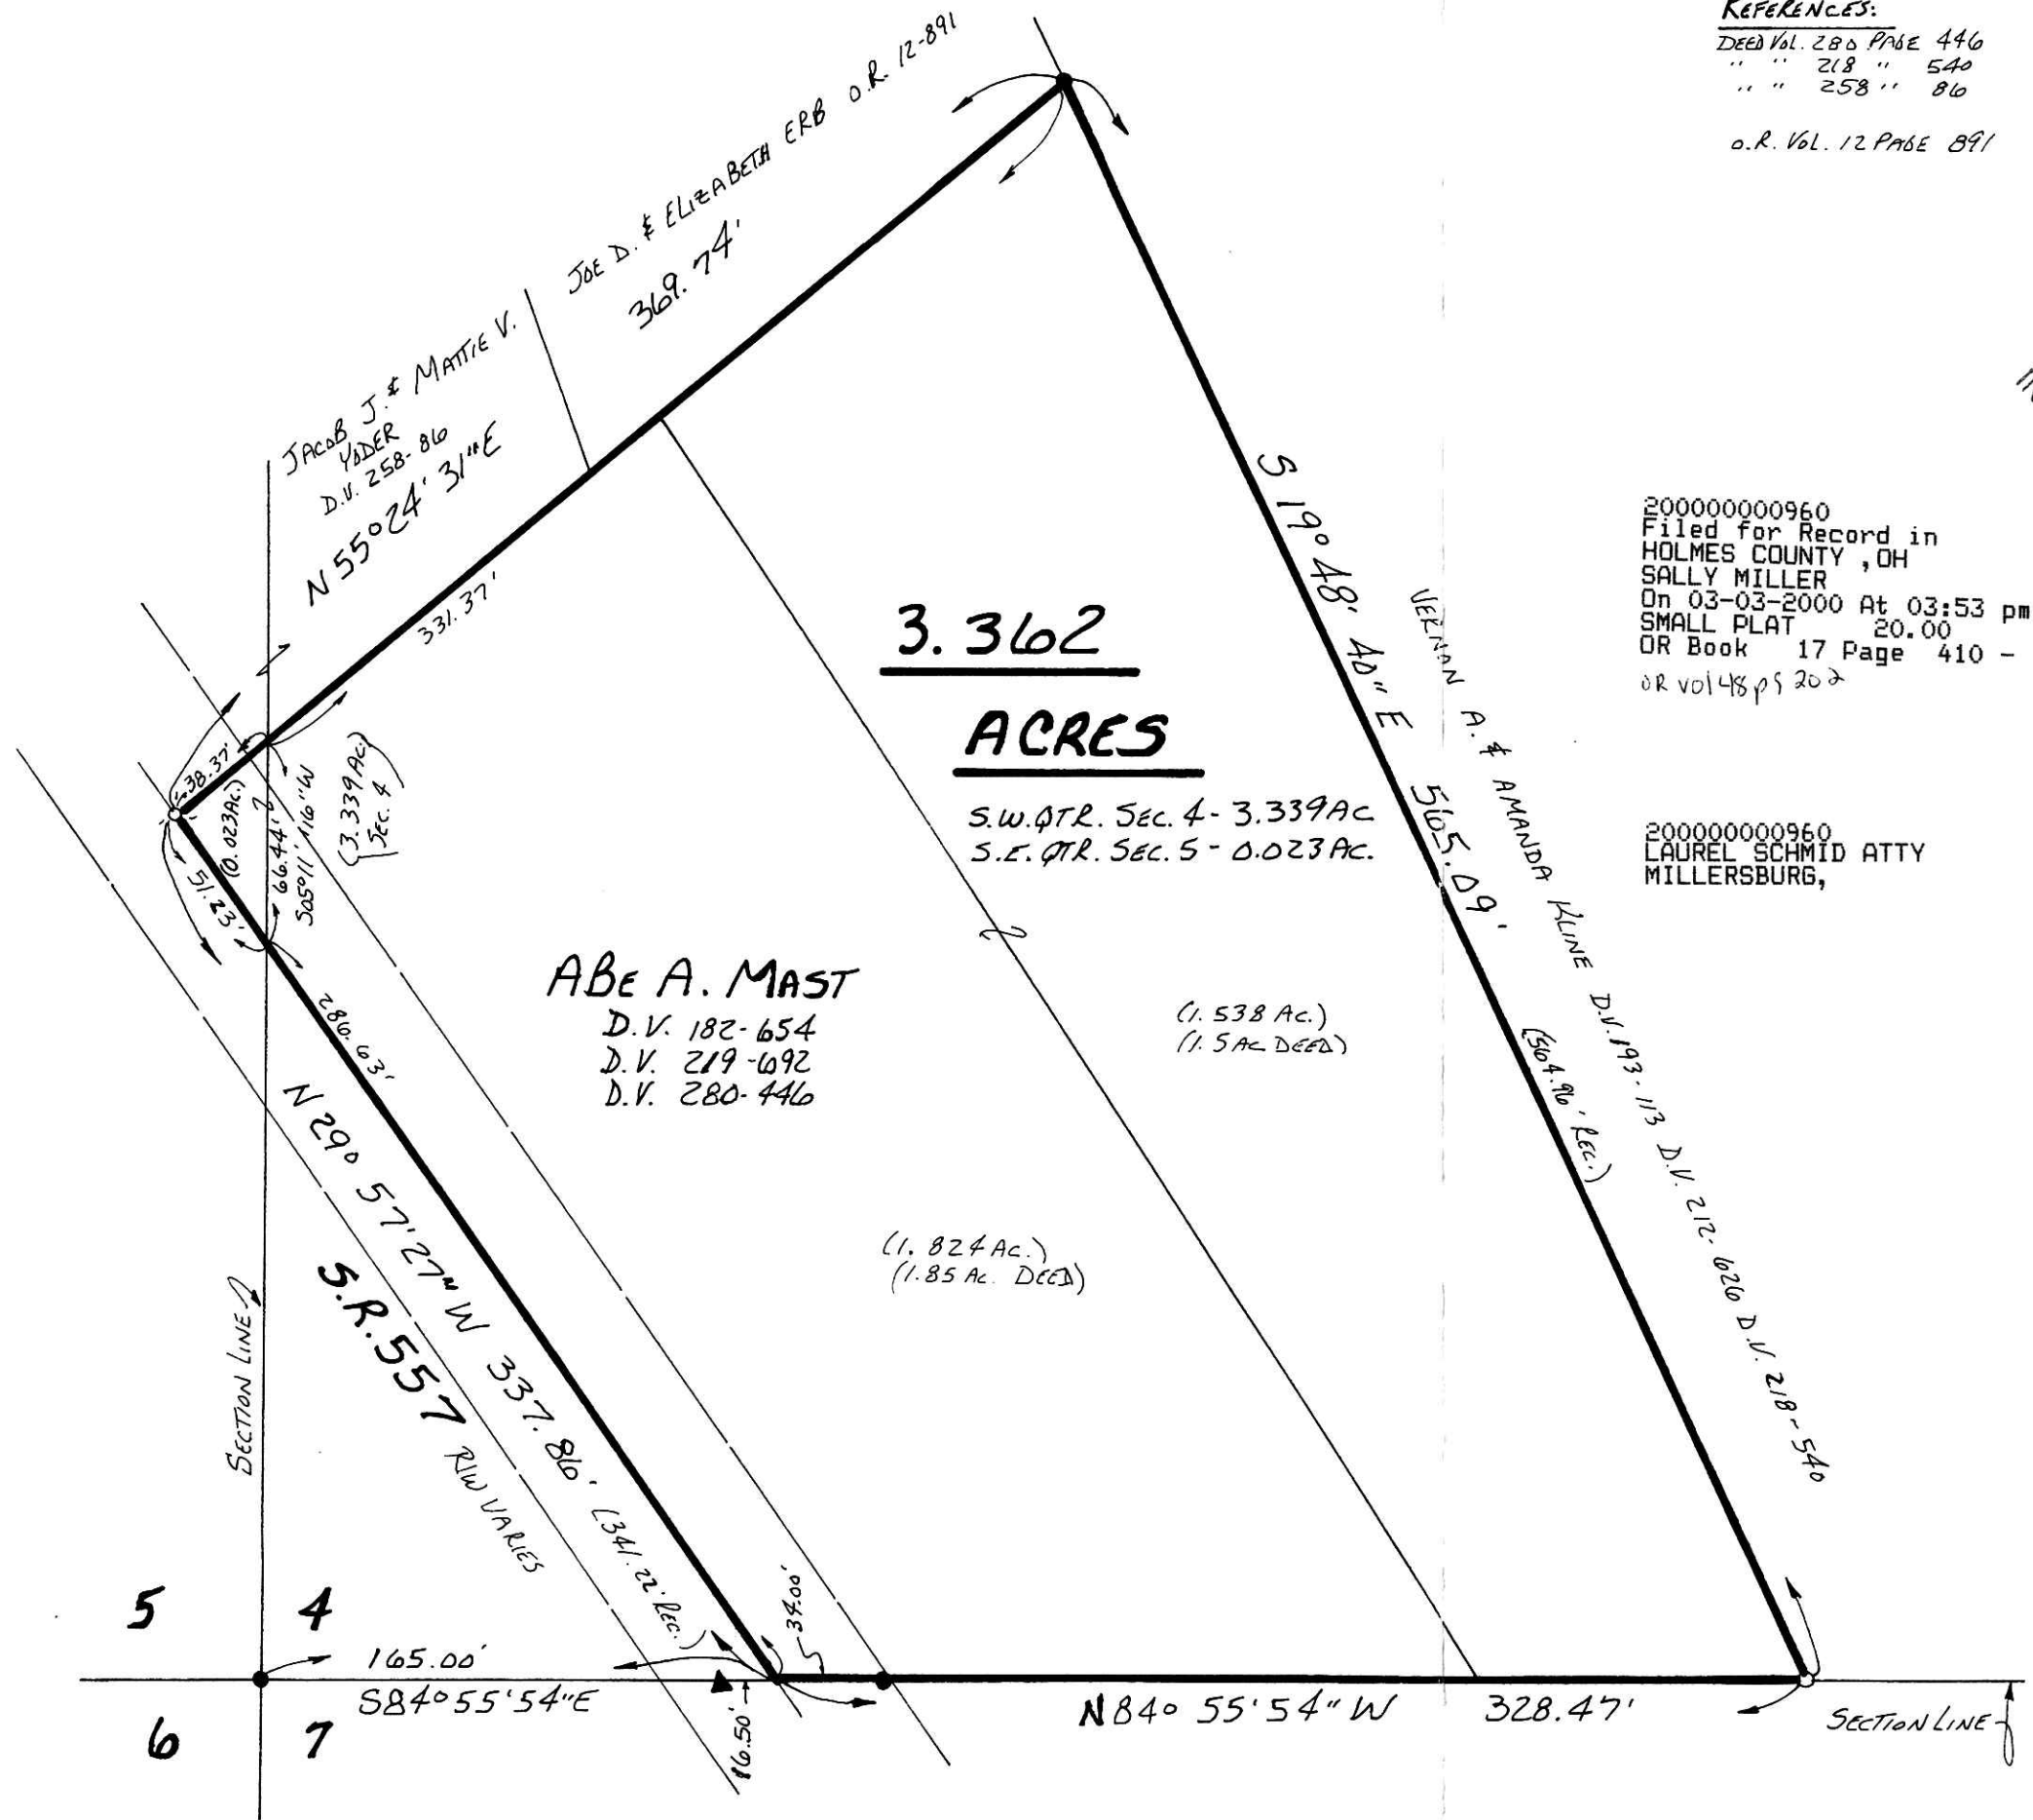 REFERENCES:
DEED VOL. 280 PAGE 446
" " 218 " 540
" " 258 " 86
O.R. VOL. 12 PAGE 891
JOE D. & ELIZABETH ERB O.R. 12-891
369.74'
JACOB J. & MATTIE V.
YODER
D.V. 258-86
N 55° 24' 31" E
331.37'
38.37'
(0.023 AC.)
51.23'
66.44'
S05° 11' 16" W
(3.339 AC.)
SEC. 4
3.362
ACRES
S.W. QTR. SEC. 4 - 3.339 AC
S.E. QTR. SEC. 5 - 0.023 AC.
S 19° 48' 40" E 565.09'
(564.96' REC.)
VERNAN A. & AMANDA KLINE D.V. 193-113 D.V. 212-626 D.V. 218-540
200000000960
Filed for Record in
HOLMES COUNTY ,OH
SALLY MILLER
On 03-03-2000 At 03:53 pm
SMALL PLAT 20.00
OR Book 17 Page 410 -
OR vol 48 pg 202
200000000960
LAUREL SCHMID ATTY
MILLERSBURG,
ABE A. MAST
D.V. 182-654
D.V. 219-692
D.V. 280-446
(1.538 AC.)
(1.5 AC DEED)
(1.824 AC.)
(1.85 AC. DEED)
286.63'
N 29° 57' 27" W 337.86' (341.22' REC.)
S.R. 557 R/W VARIES
SECTION LINE
34.00'
5 4
165.00'
S84° 55' 54" E
6 7
16.50'
N 84° 55' 54" W 328.47'
SECTION LINE